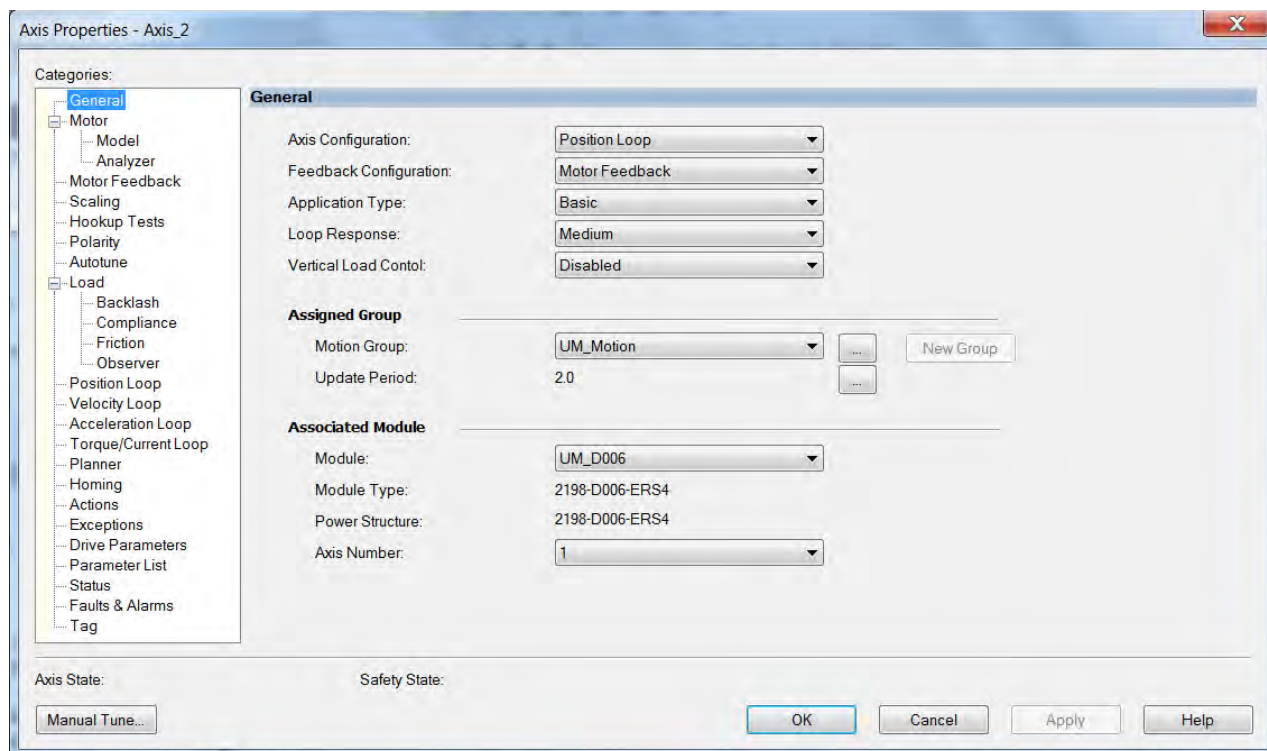 Axis Properties - Axis_2
X
Categories:
General
Motor
Model
Analyzer
Motor Feedback
Scaling
Hookup Tests
Polarity
Autotune
Load
Backlash
Compliance
Friction
Observer
Position Loop
Velocity Loop
Acceleration Loop
Torque/Current Loop
Planner
Homing
Actions
Exceptions
Drive Parameters
Parameter List
Status
Faults & Alarms
Tag
General
Axis Configuration: Position Loop
Feedback Configuration: Motor Feedback
Application Type: Basic
Loop Response: Medium
Vertical Load Contol: Disabled
Assigned Group
Motion Group: UM_Motion ... New Group
Update Period: 2.0 ...
Associated Module
Module: UM_D006
Module Type: 2198-D006-ERS4
Power Structure: 2198-D006-ERS4
Axis Number: 1
Axis State: Safety State:
Manual Tune... OK Cancel Apply Help